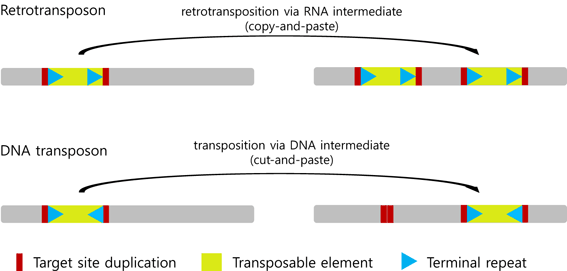 Retrotransposon
retrotransposition via RNA intermediate
(copy-and-paste)
DNA transposon
transposition via DNA intermediate
(cut-and-paste)
Target site duplication
Transposable element
Terminal repeat